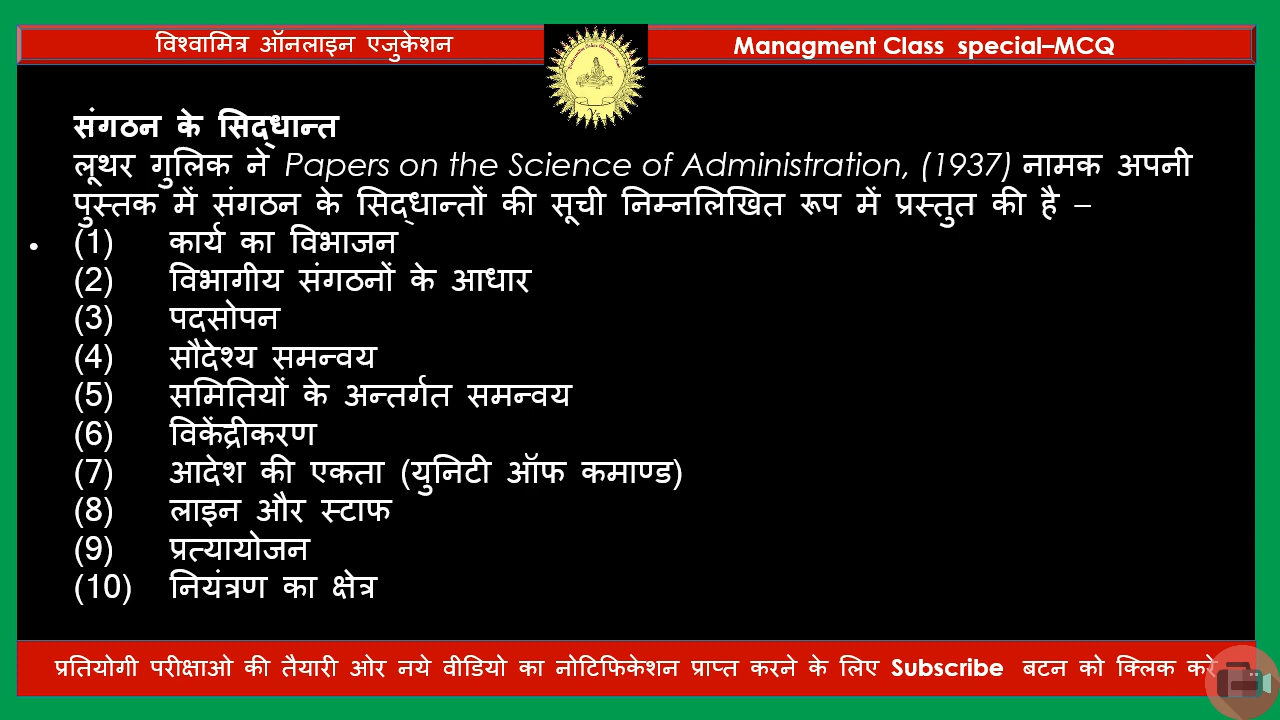 विश्वामित्र ऑनलाइन एजुकेशन
Managment Class special–MCQ
संगठन के सिद्धान्त
लूथर गुलिक ने Papers on the Science of Administration, (1937) नामक अपनी
पुस्तक में संगठन के सिद्धान्तों की सूची निम्नलिखित रूप में प्रस्तुत की है –
• (1) कार्य का विभाजन
(2) विभागीय संगठनों के आधार
(3) पदसोपन
(4) सौदेश्य समन्वय
(5) समितियों के अन्तर्गत समन्वय
(6) विकेंद्रीकरण
(7) आदेश की एकता (युनिटी ऑफ कमाण्ड)
(8) लाइन और स्टाफ
(9) प्रत्यायोजन
(10) नियंत्रण का क्षेत्र
प्रतियोगी परीक्षाओ की तैयारी ओर नये वीडियो का नोटिफिकेशन प्राप्त करने के लिए Subscribe बटन को क्लिक करे